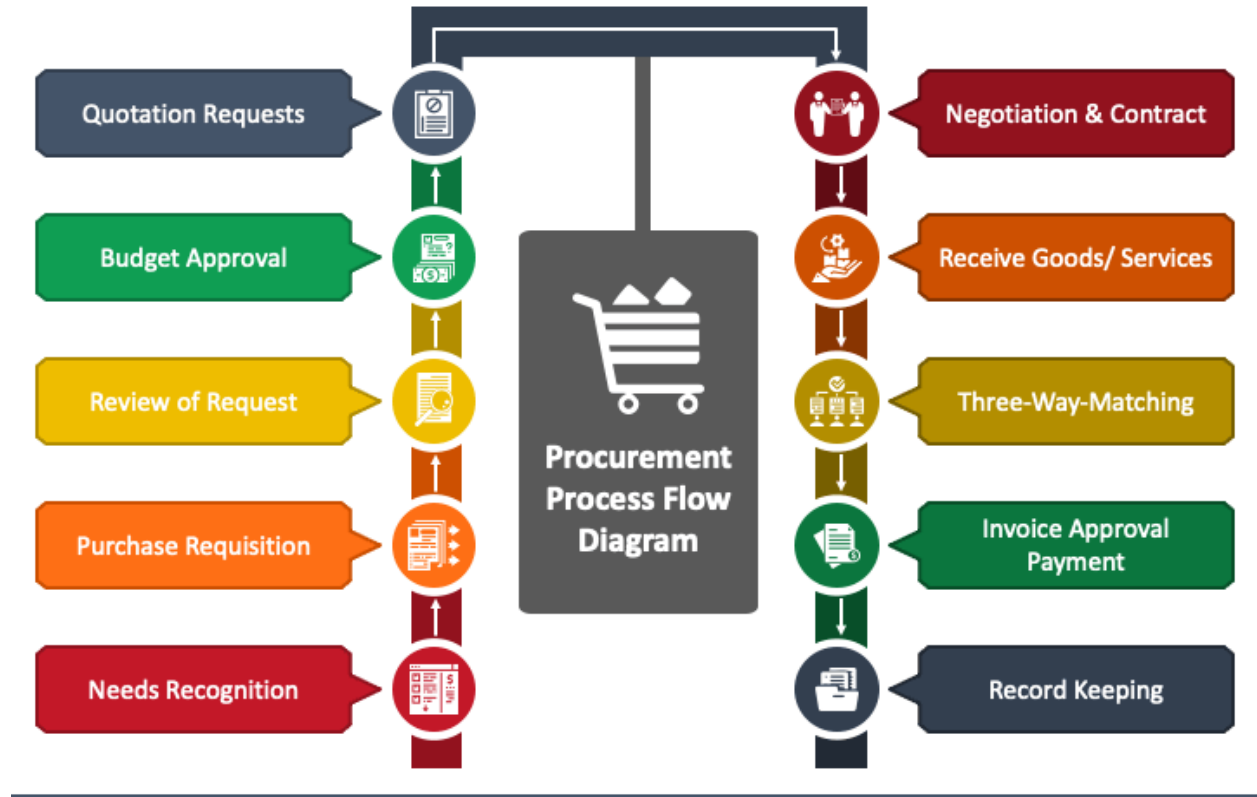 Quotation Requests
Budget Approval
Review of Request
Purchase Requisition
Needs Recognition
Procurement
Process Flow
Diagram
Negotiation & Contract
Receive Goods/ Services
Three-Way-Matching
Invoice Approval
Payment
Record Keeping